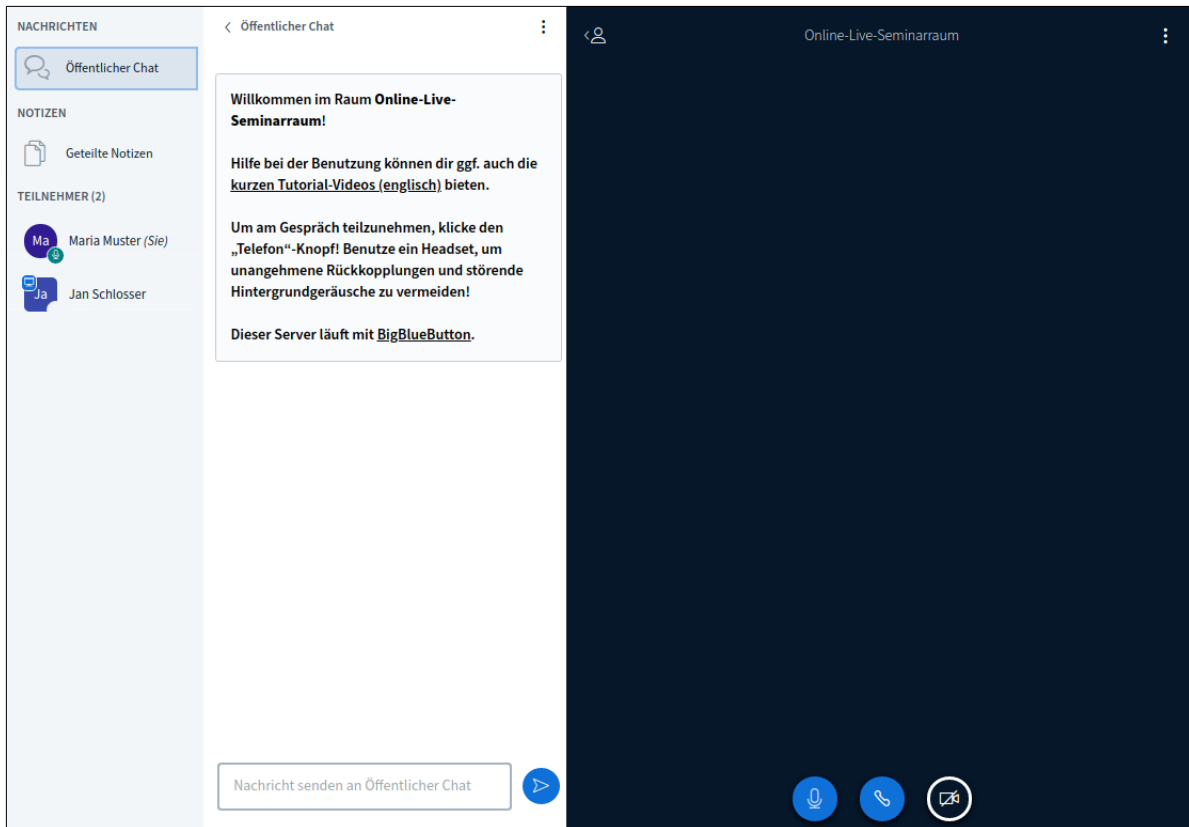 NACHRICHTEN
Öffentlicher Chat
NOTIZEN
Geteilte Notizen
TEILNEHMER (2)
Ma
Maria Muster (Sie)
Ja
Jan Schlosser
Öffentlicher Chat
Willkommen im Raum Online-Live-
Seminarraum!
Hilfe bei der Benutzung können dir ggf. auch die
kurzen Tutorial-Videos (englisch) bieten.
Um am Gespräch teilzunehmen, klicke den
„Telefon“-Knopf! Benutze ein Headset, um
unangehmene Rückkopplungen und störende
Hintergrundgeräusche zu vermeiden!
Dieser Server läuft mit BigBlueButton.
Nachricht senden an Öffentlicher Chat
Online-Live-Seminarraum